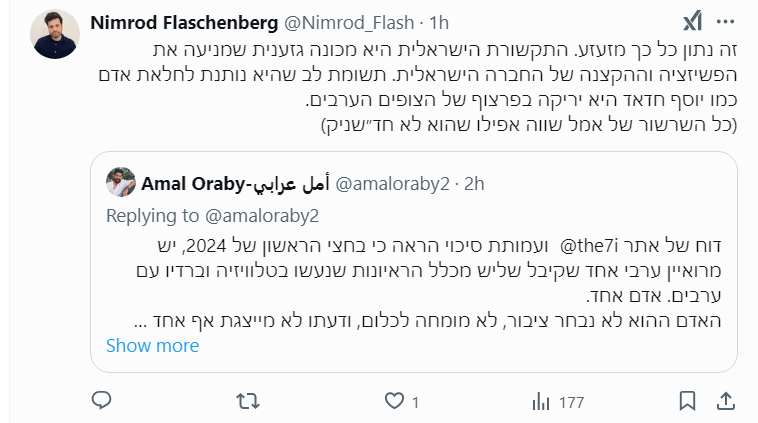 Nimrod Flaschenberg @Nimrod_Flash · 1h
זה נתון כל כך מזעזע. התקשורת הישראלית היא מכונה גזענית שמניעה את
הפשיזציה וההקצנה של החברה הישראלית. תשומת לב שהיא נותנת לחלאת אדם
כמו יוסף חדאד היא יריקה בפרצוף של הצופים הערבים.
(כל השרשור של אמל שווה אפילו שהוא לא חד״שניק)
Amal Oraby-أمل عرابي @amaloraby2 · 2h
Replying to @amaloraby2
דוח של אתר @the7i ועמותת סיכוי הראה כי בחצי הראשון של 2024, יש
מרואיין ערבי אחד שקיבל שליש מכלל הראיונות שנעשו בטלוויזיה וברדיו עם
ערבים. אדם אחד.
האדם ההוא לא נבחר ציבור, לא מומחה לכלום, ודעתו לא מייצגת אף אחד ...
Show more
1
177